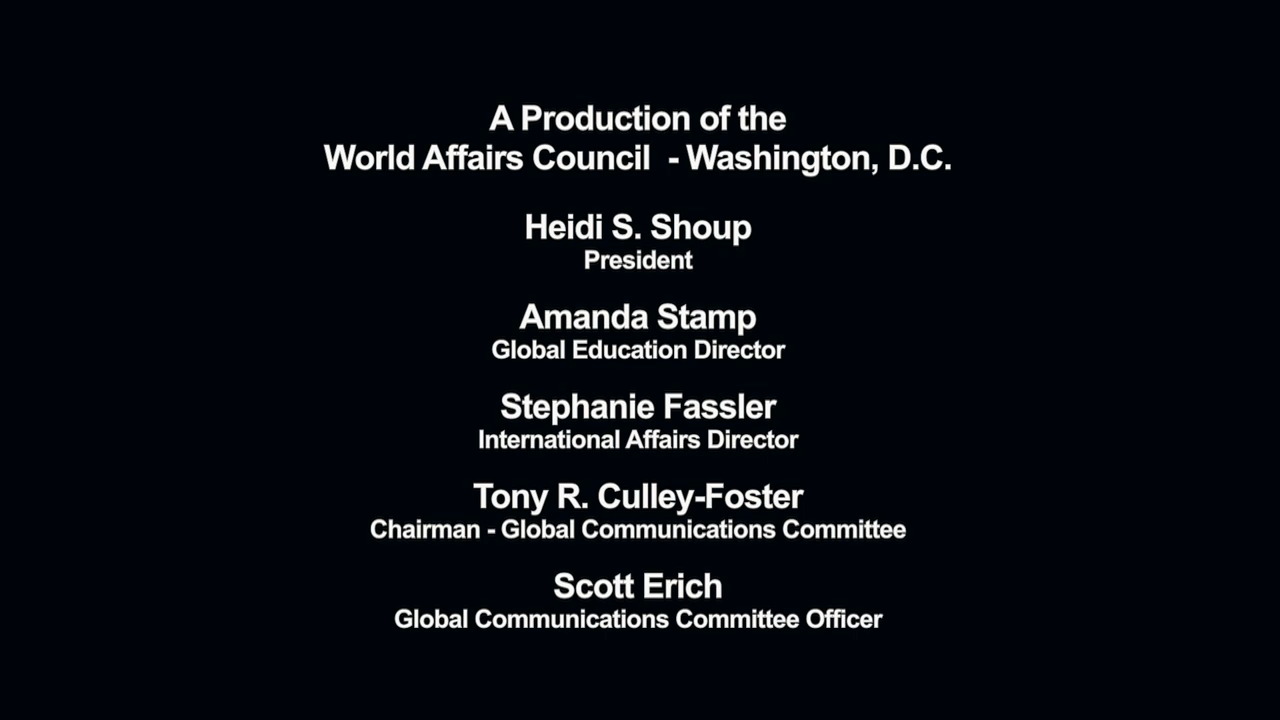 A Production of the
World Affairs Council  - Washington, D.C.
Heidi S. Shoup
President
Amanda Stamp
Global Education Director
Stephanie Fassler
International Affairs Director
Tony R. Culley-Foster
Chairman - Global Communications Committee
Scott Erich
Global Communications Committee Officer